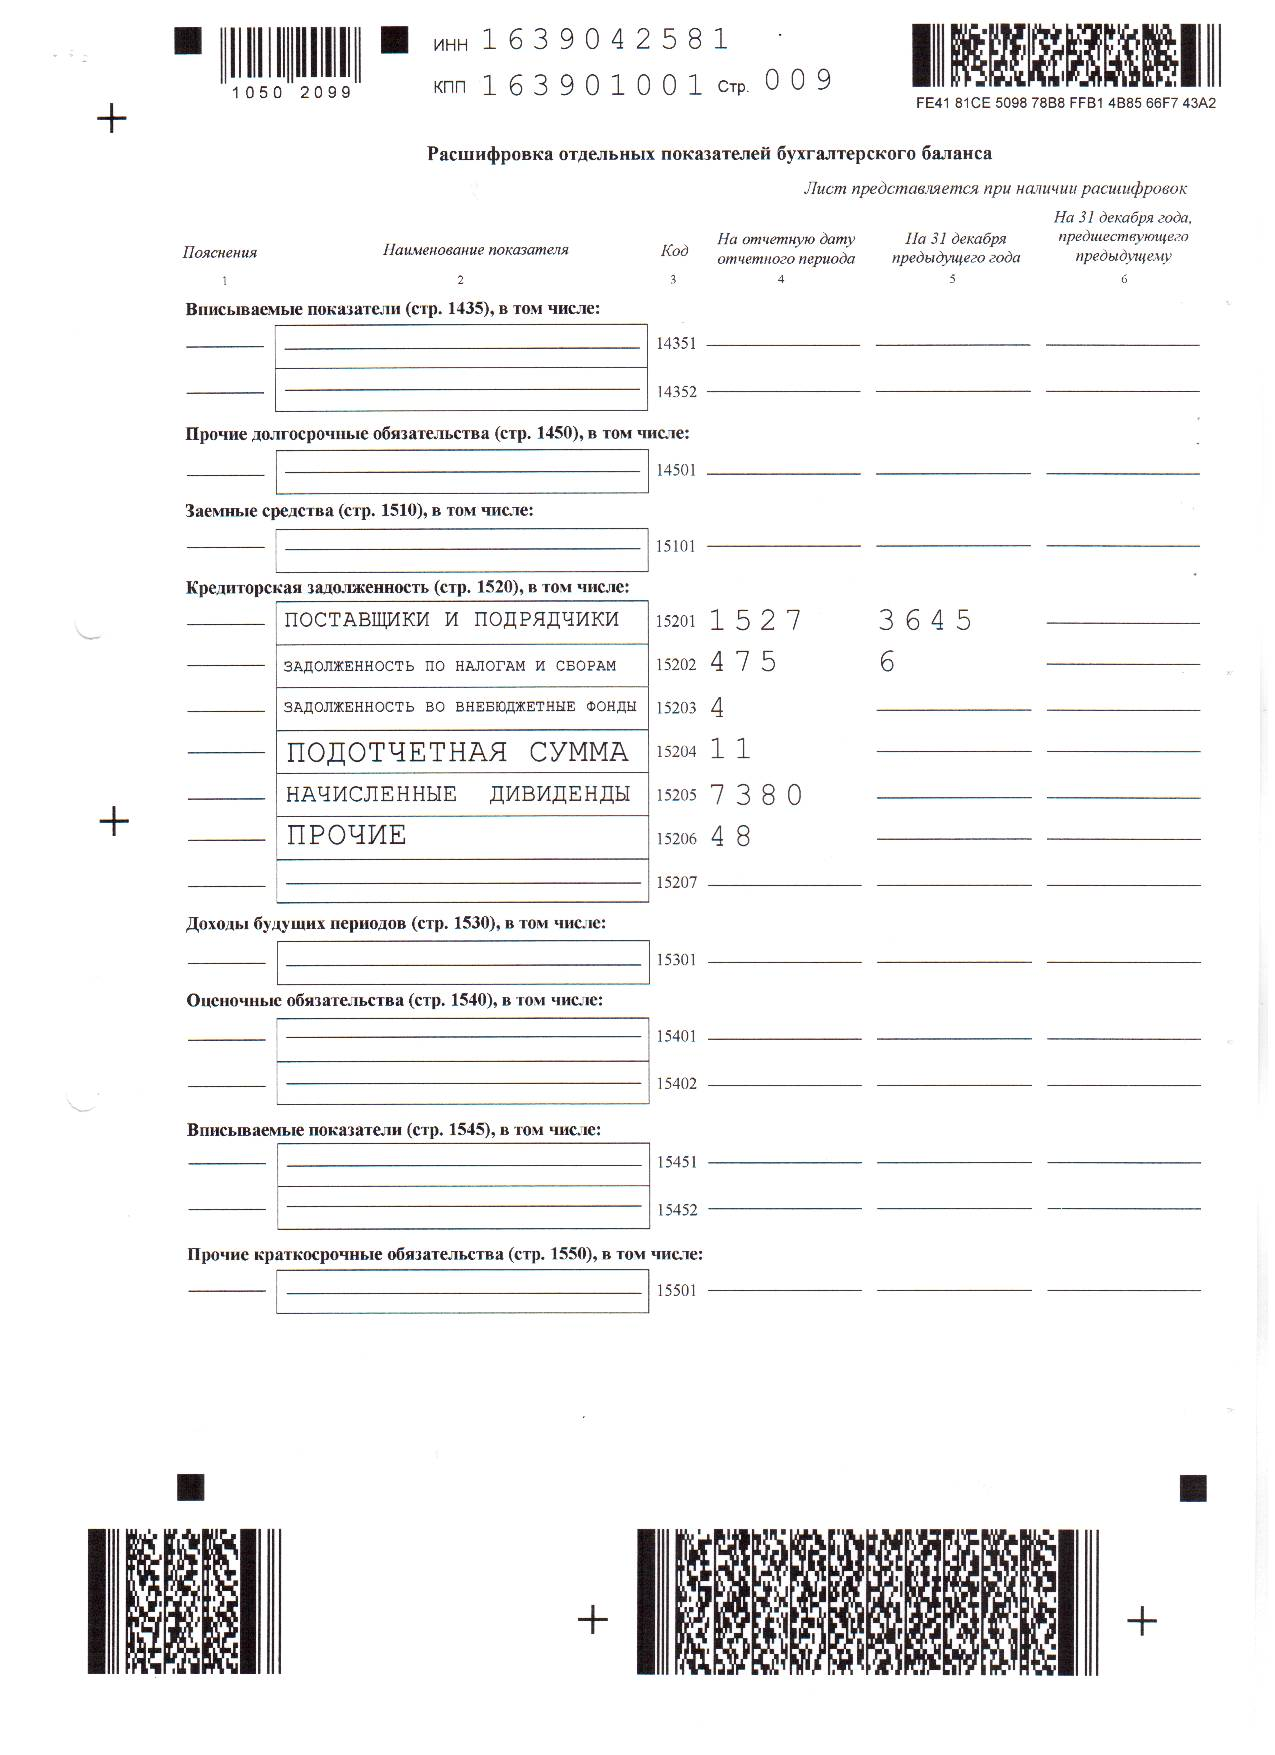 ИНН 1639042581
1050 2099
КПП 163901001 Стр. 009
FE41 81CE 5098 78B8 FFB1 4B85 66F7 43A2
Расшифровка отдельных показателей бухгалтерского баланса
Лист представляется при наличии расшифровок
Пояснения Наименование показателя Код На отчетную дату отчетного периода На 31 декабря предыдущего года На 31 декабря года, предшествующего предыдущему
1 2 3 4 5 6
Вписываемые показатели (стр. 1435), в том числе:
14351
14352
Прочие долгосрочные обязательства (стр. 1450), в том числе:
14501
Заемные средства (стр. 1510), в том числе:
15101
Кредиторская задолженность (стр. 1520), в том числе:
ПОСТАВЩИКИ И ПОДРЯДЧИКИ 15201 1527 3645
ЗАДОЛЖЕННОСТЬ ПО НАЛОГАМ И СБОРАМ 15202 475 6
ЗАДОЛЖЕННОСТЬ ВО ВНЕБЮДЖЕТНЫЕ ФОНДЫ 15203 4
ПОДОТЧЕТНАЯ СУММА 15204 11
НАЧИСЛЕННЫЕ ДИВИДЕНДЫ 15205 7380
ПРОЧИЕ 15206 48
15207
Доходы будущих периодов (стр. 1530), в том числе:
15301
Оценочные обязательства (стр. 1540), в том числе:
15401
15402
Вписываемые показатели (стр. 1545), в том числе:
15451
15452
Прочие краткосрочные обязательства (стр. 1550), в том числе:
15501